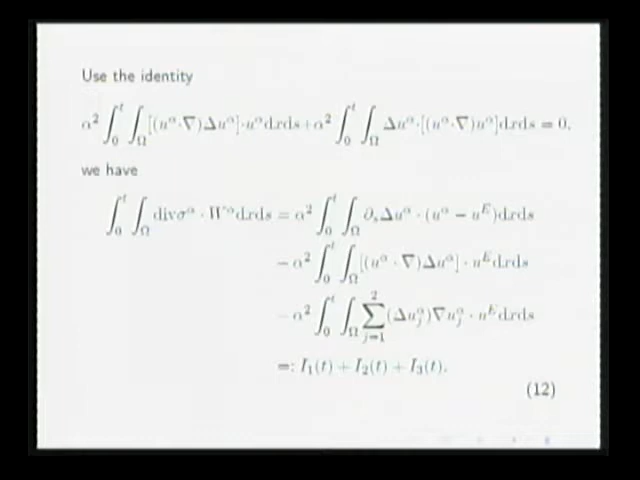 Use the identity
α² ∫₀ᵗ ∫_Ω [(u^α · ∇)Δu^α] · u^α dxds + α² ∫₀ᵗ ∫_Ω Δu^α · [(u^α · ∇)u^α] dxds = 0.
we have
∫₀ᵗ ∫_Ω divσ^α · W^α dxds = α² ∫₀ᵗ ∫_Ω ∂ₛΔu^α · (u^α − u^E) dxds
− α² ∫₀ᵗ ∫_Ω [(u^α · ∇)Δu^α] · u^E dxds
− α² ∫₀ᵗ ∫_Ω ∑_{j=1}^{2} (Δu_j^α)∇u_j^α · u^E dxds
=: I₁(t) + I₂(t) + I₃(t).
(12)